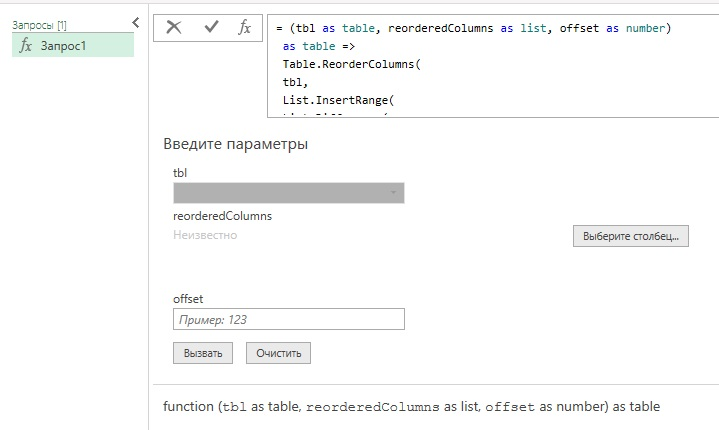 Запросы [1]
fx Запрос1
fx
= (tbl as table, reorderedColumns as list, offset as number)
as table =>
Table.ReorderColumns(
tbl,
List.InsertRange(
Введите параметры
tbl
reorderedColumns
Неизвестно
Выберите столбец...
offset
Пример: 123
Вызвать Очистить
function (tbl as table, reorderedColumns as list, offset as number) as table